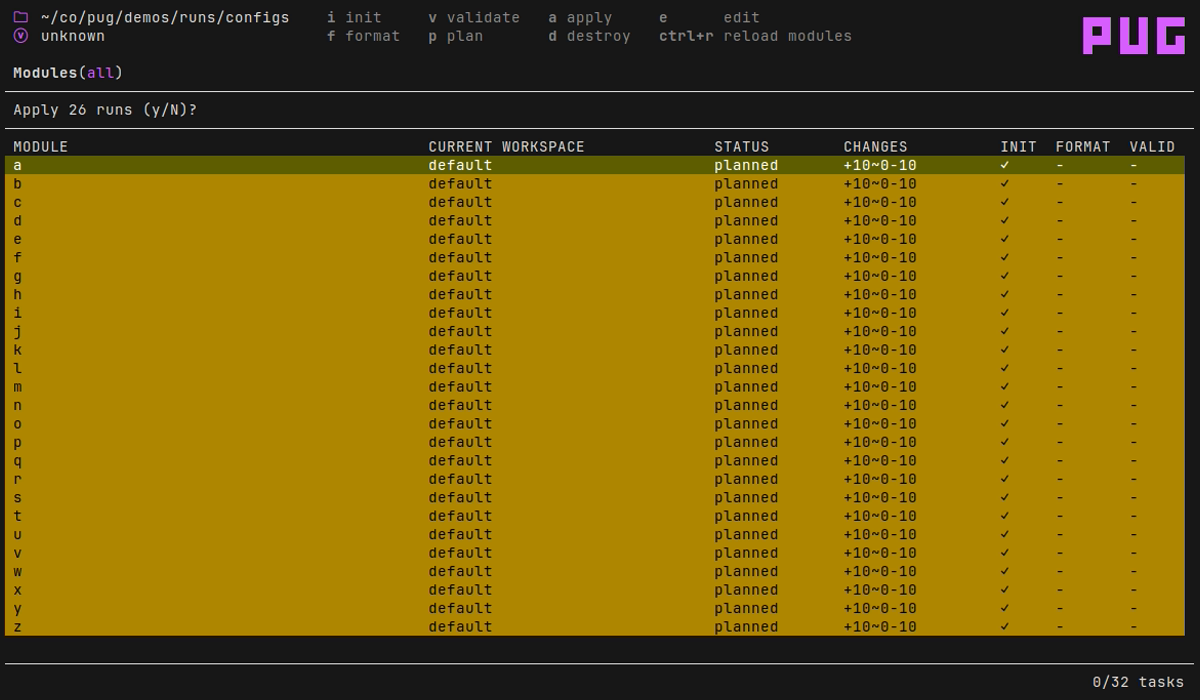 ~/co/pug/demos/runs/configs i init v validate a apply e edit PUG
V unknown f format p plan d destroy ctrl+r reload modules
Modules(all)
Apply 26 runs (y/N)?
MODULE CURRENT WORKSPACE STATUS CHANGES INIT FORMAT VALID
a default planned +10~0-10 ✓ - -
b default planned +10~0-10 ✓ - -
c default planned +10~0-10 ✓ - -
d default planned +10~0-10 ✓ - -
e default planned +10~0-10 ✓ - -
f default planned +10~0-10 ✓ - -
g default planned +10~0-10 ✓ - -
h default planned +10~0-10 ✓ - -
i default planned +10~0-10 ✓ - -
j default planned +10~0-10 ✓ - -
k default planned +10~0-10 ✓ - -
l default planned +10~0-10 ✓ - -
m default planned +10~0-10 ✓ - -
n default planned +10~0-10 ✓ - -
o default planned +10~0-10 ✓ - -
p default planned +10~0-10 ✓ - -
q default planned +10~0-10 ✓ - -
r default planned +10~0-10 ✓ - -
s default planned +10~0-10 ✓ - -
t default planned +10~0-10 ✓ - -
u default planned +10~0-10 ✓ - -
v default planned +10~0-10 ✓ - -
w default planned +10~0-10 ✓ - -
x default planned +10~0-10 ✓ - -
y default planned +10~0-10 ✓ - -
z default planned +10~0-10 ✓ - -
0/32 tasks